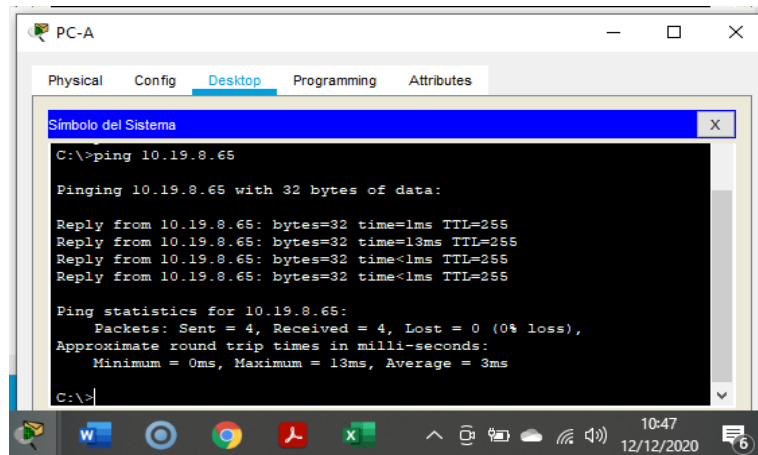 PC-A
Physical Config Desktop Programming Attributes
Símbolo del Sistema X
C:\>ping 10.19.8.65
Pinging 10.19.8.65 with 32 bytes of data:
Reply from 10.19.8.65: bytes=32 time=1ms TTL=255
Reply from 10.19.8.65: bytes=32 time=13ms TTL=255
Reply from 10.19.8.65: bytes=32 time<1ms TTL=255
Reply from 10.19.8.65: bytes=32 time<1ms TTL=255
Ping statistics for 10.19.8.65:
Packets: Sent = 4, Received = 4, Lost = 0 (0% loss),
Approximate round trip times in milli-seconds:
Minimum = 0ms, Maximum = 13ms, Average = 3ms
C:\>
10:47
12/12/2020
6